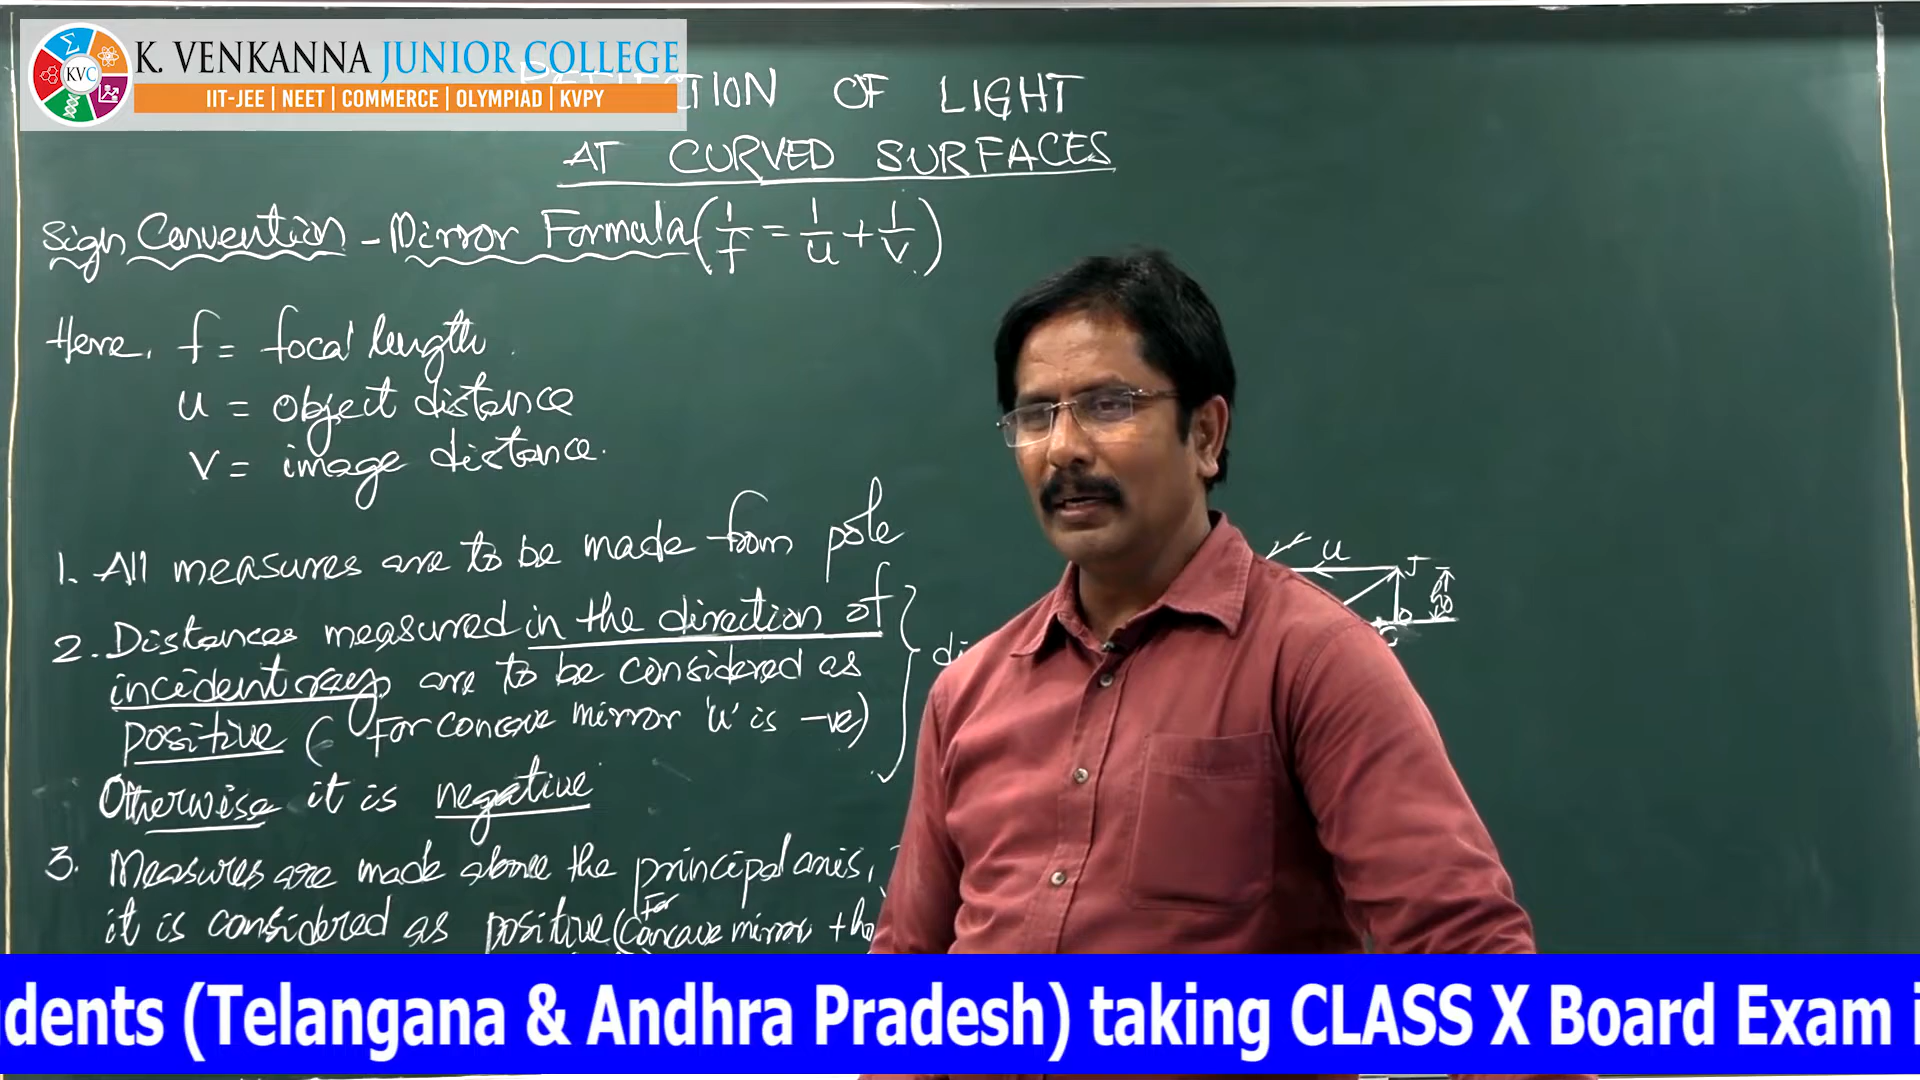 K. VENKANNA JUNIOR COLLEGE
KVC
IIT-JEE | NEET | COMMERCE | OLYMPIAD | KVPY
OF LIGHT
AT CURVED SURFACES
Sign Convention - Mirror Formula (1/f = 1/u + 1/v)
Here, f = focal length
u = object distance
v = image distance.
1. All measures are to be made from pole
2. Distances measured in the direction of
incident ray are to be considered as
positive ( For concave mirror 'u' is -ve)
Otherwise it is negative
3. Measures are made above the principal axis,
it is considered as positive (For Concave mirror + ho
u
J
ho
dents (Telangana & Andhra Pradesh) taking CLASS X Board Exam i